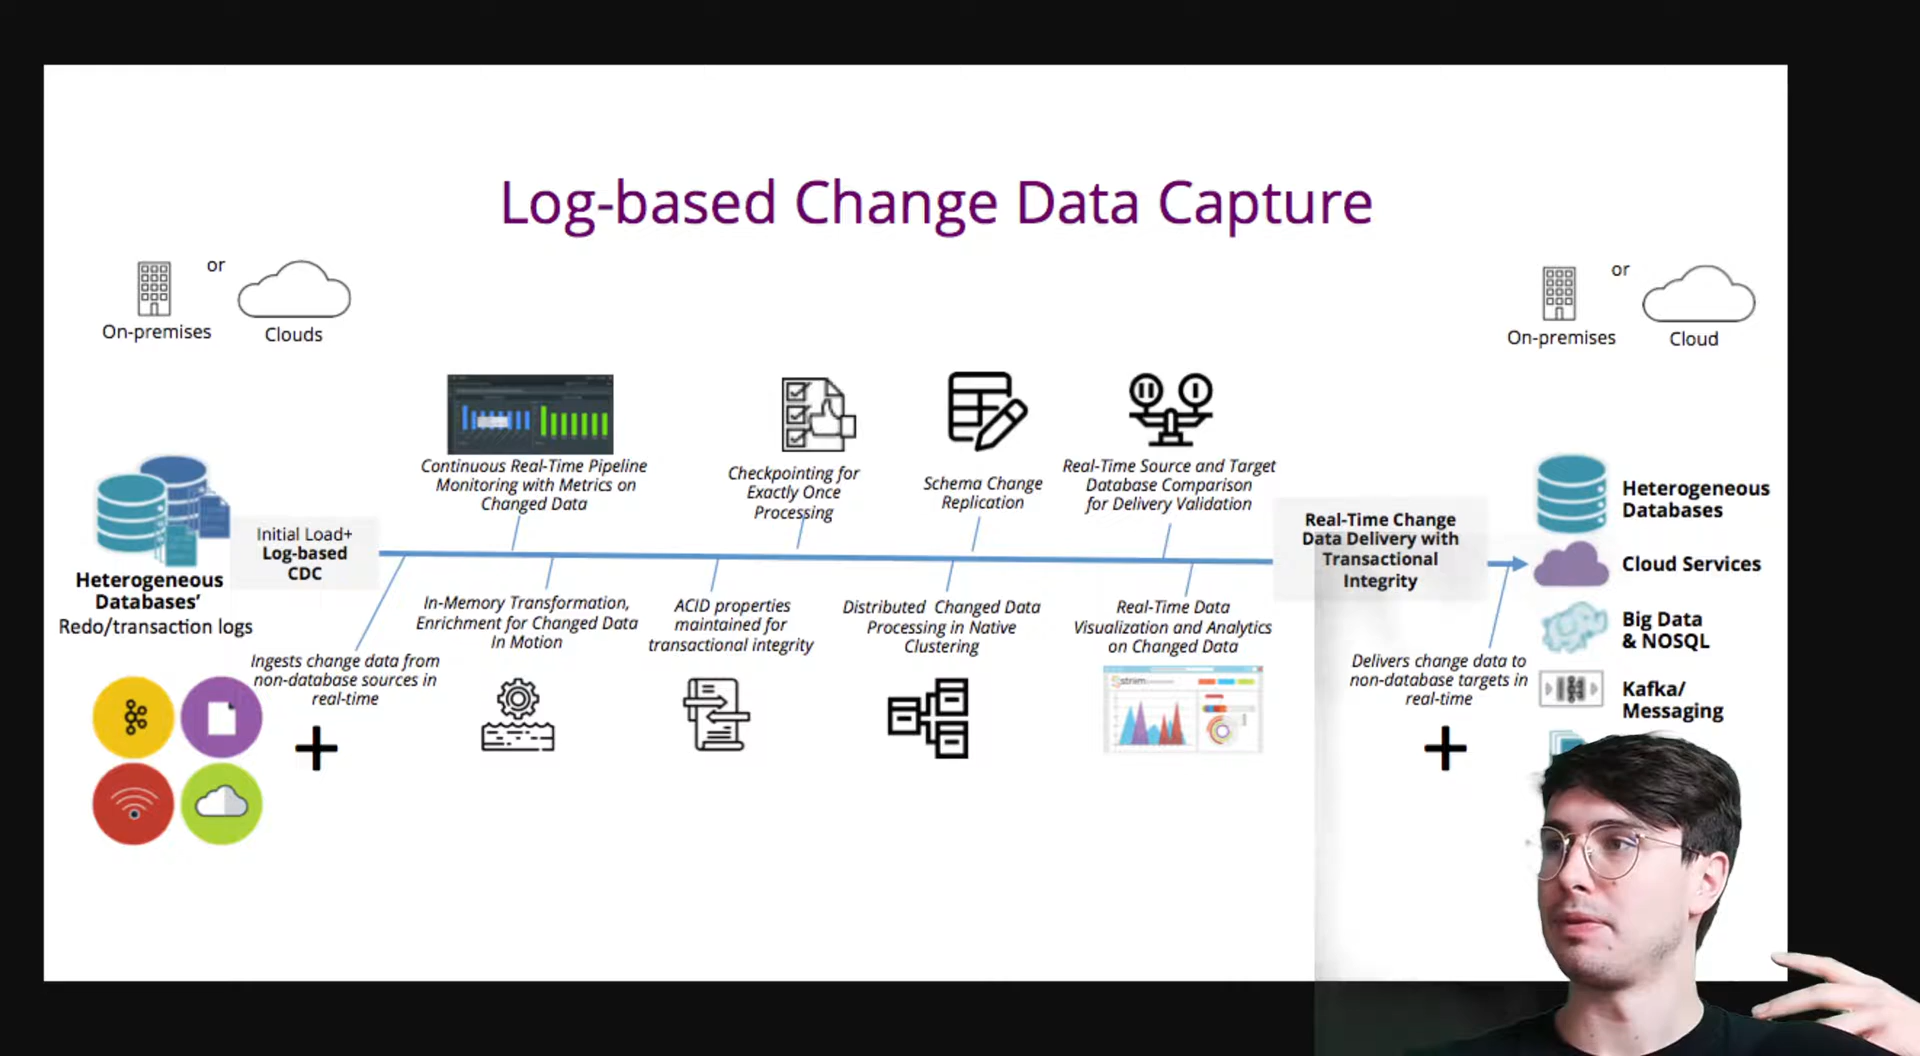 Log-based Change Data Capture
or
On-premises
Clouds
or
On-premises
Cloud
Continuous Real-Time Pipeline
Monitoring with Metrics on
Changed Data
Checkpointing for
Exactly Once
Processing
Schema Change
Replication
Real-Time Source and Target
Database Comparison
for Delivery Validation
Initial Load+
Log-based
CDC
Heterogeneous
Databases’
Redo/transaction logs
Real-Time Change
Data Delivery with
Transactional
Integrity
Heterogeneous
Databases
Cloud Services
Big Data
& NOSQL
Kafka/
Messaging
Ingests change data from
non-database sources in
real-time
In-Memory Transformation,
Enrichment for Changed Data
In Motion
ACID properties
maintained for
transactional integrity
Distributed Changed Data
Processing in Native
Clustering
Real-Time Data
Visualization and Analytics
on Changed Data
striim
Delivers change data to
non-database targets in
real-time